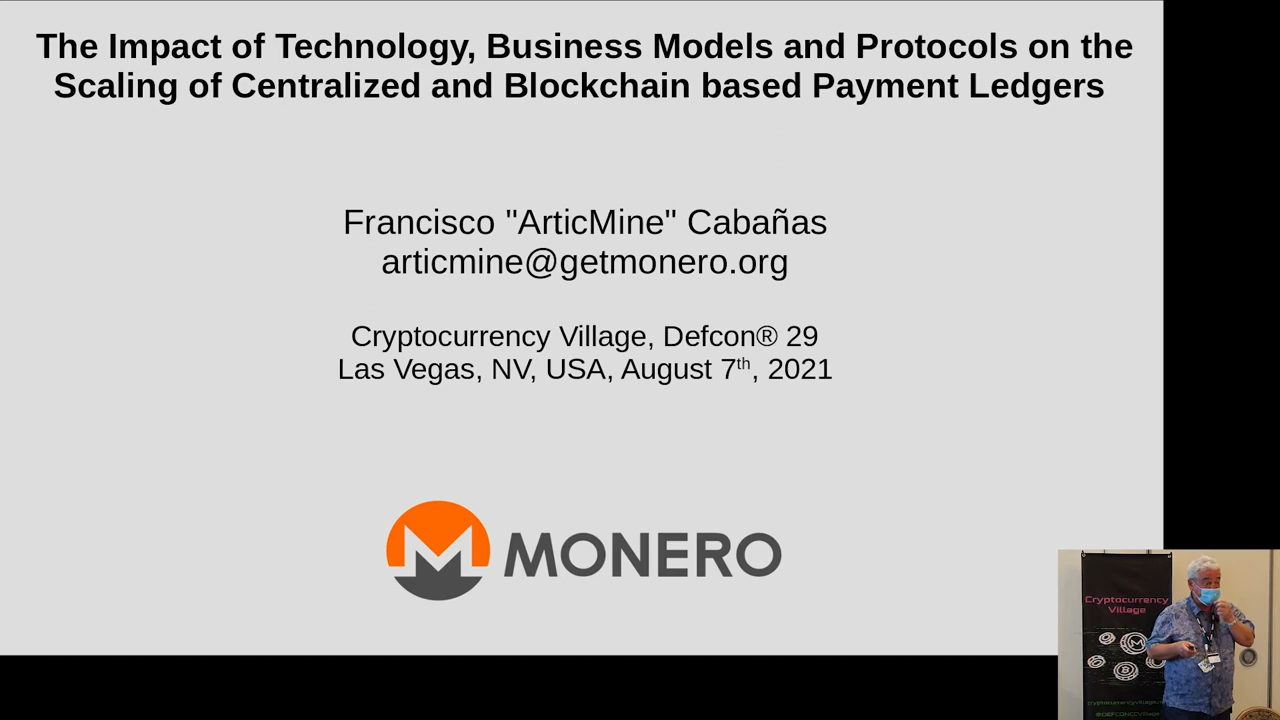 The Impact of Technology, Business Models and Protocols on the
Scaling of Centralized and Blockchain based Payment Ledgers
Francisco "ArticMine" Cabañas
articmine@getmonero.org
Cryptocurrency Village, Defcon® 29
Las Vegas, NV, USA, August 7th, 2021
MONERO
Cryptocurrency
Village